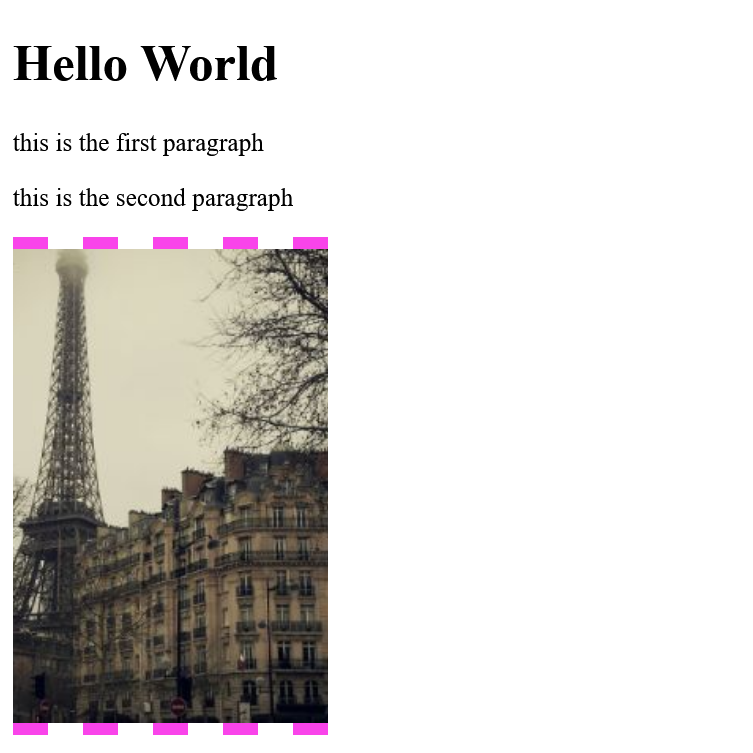 Hello World
this is the first paragraph
this is the second paragraph